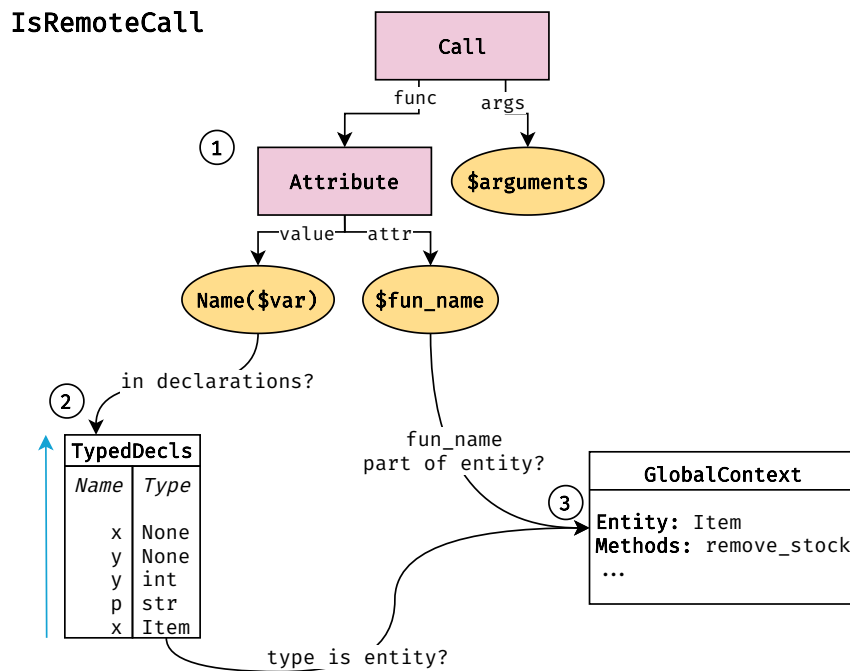 IsRemoteCall
Call
func
args
1
Attribute
$arguments
value
attr
Name($var)
$fun_name
in declarations?
2
TypedDecls
Name Type
x None
y None
y int
p str
x Item
fun_name
part of entity?
3
GlobalContext
Entity: Item
Methods: remove_stock
...
type is entity?